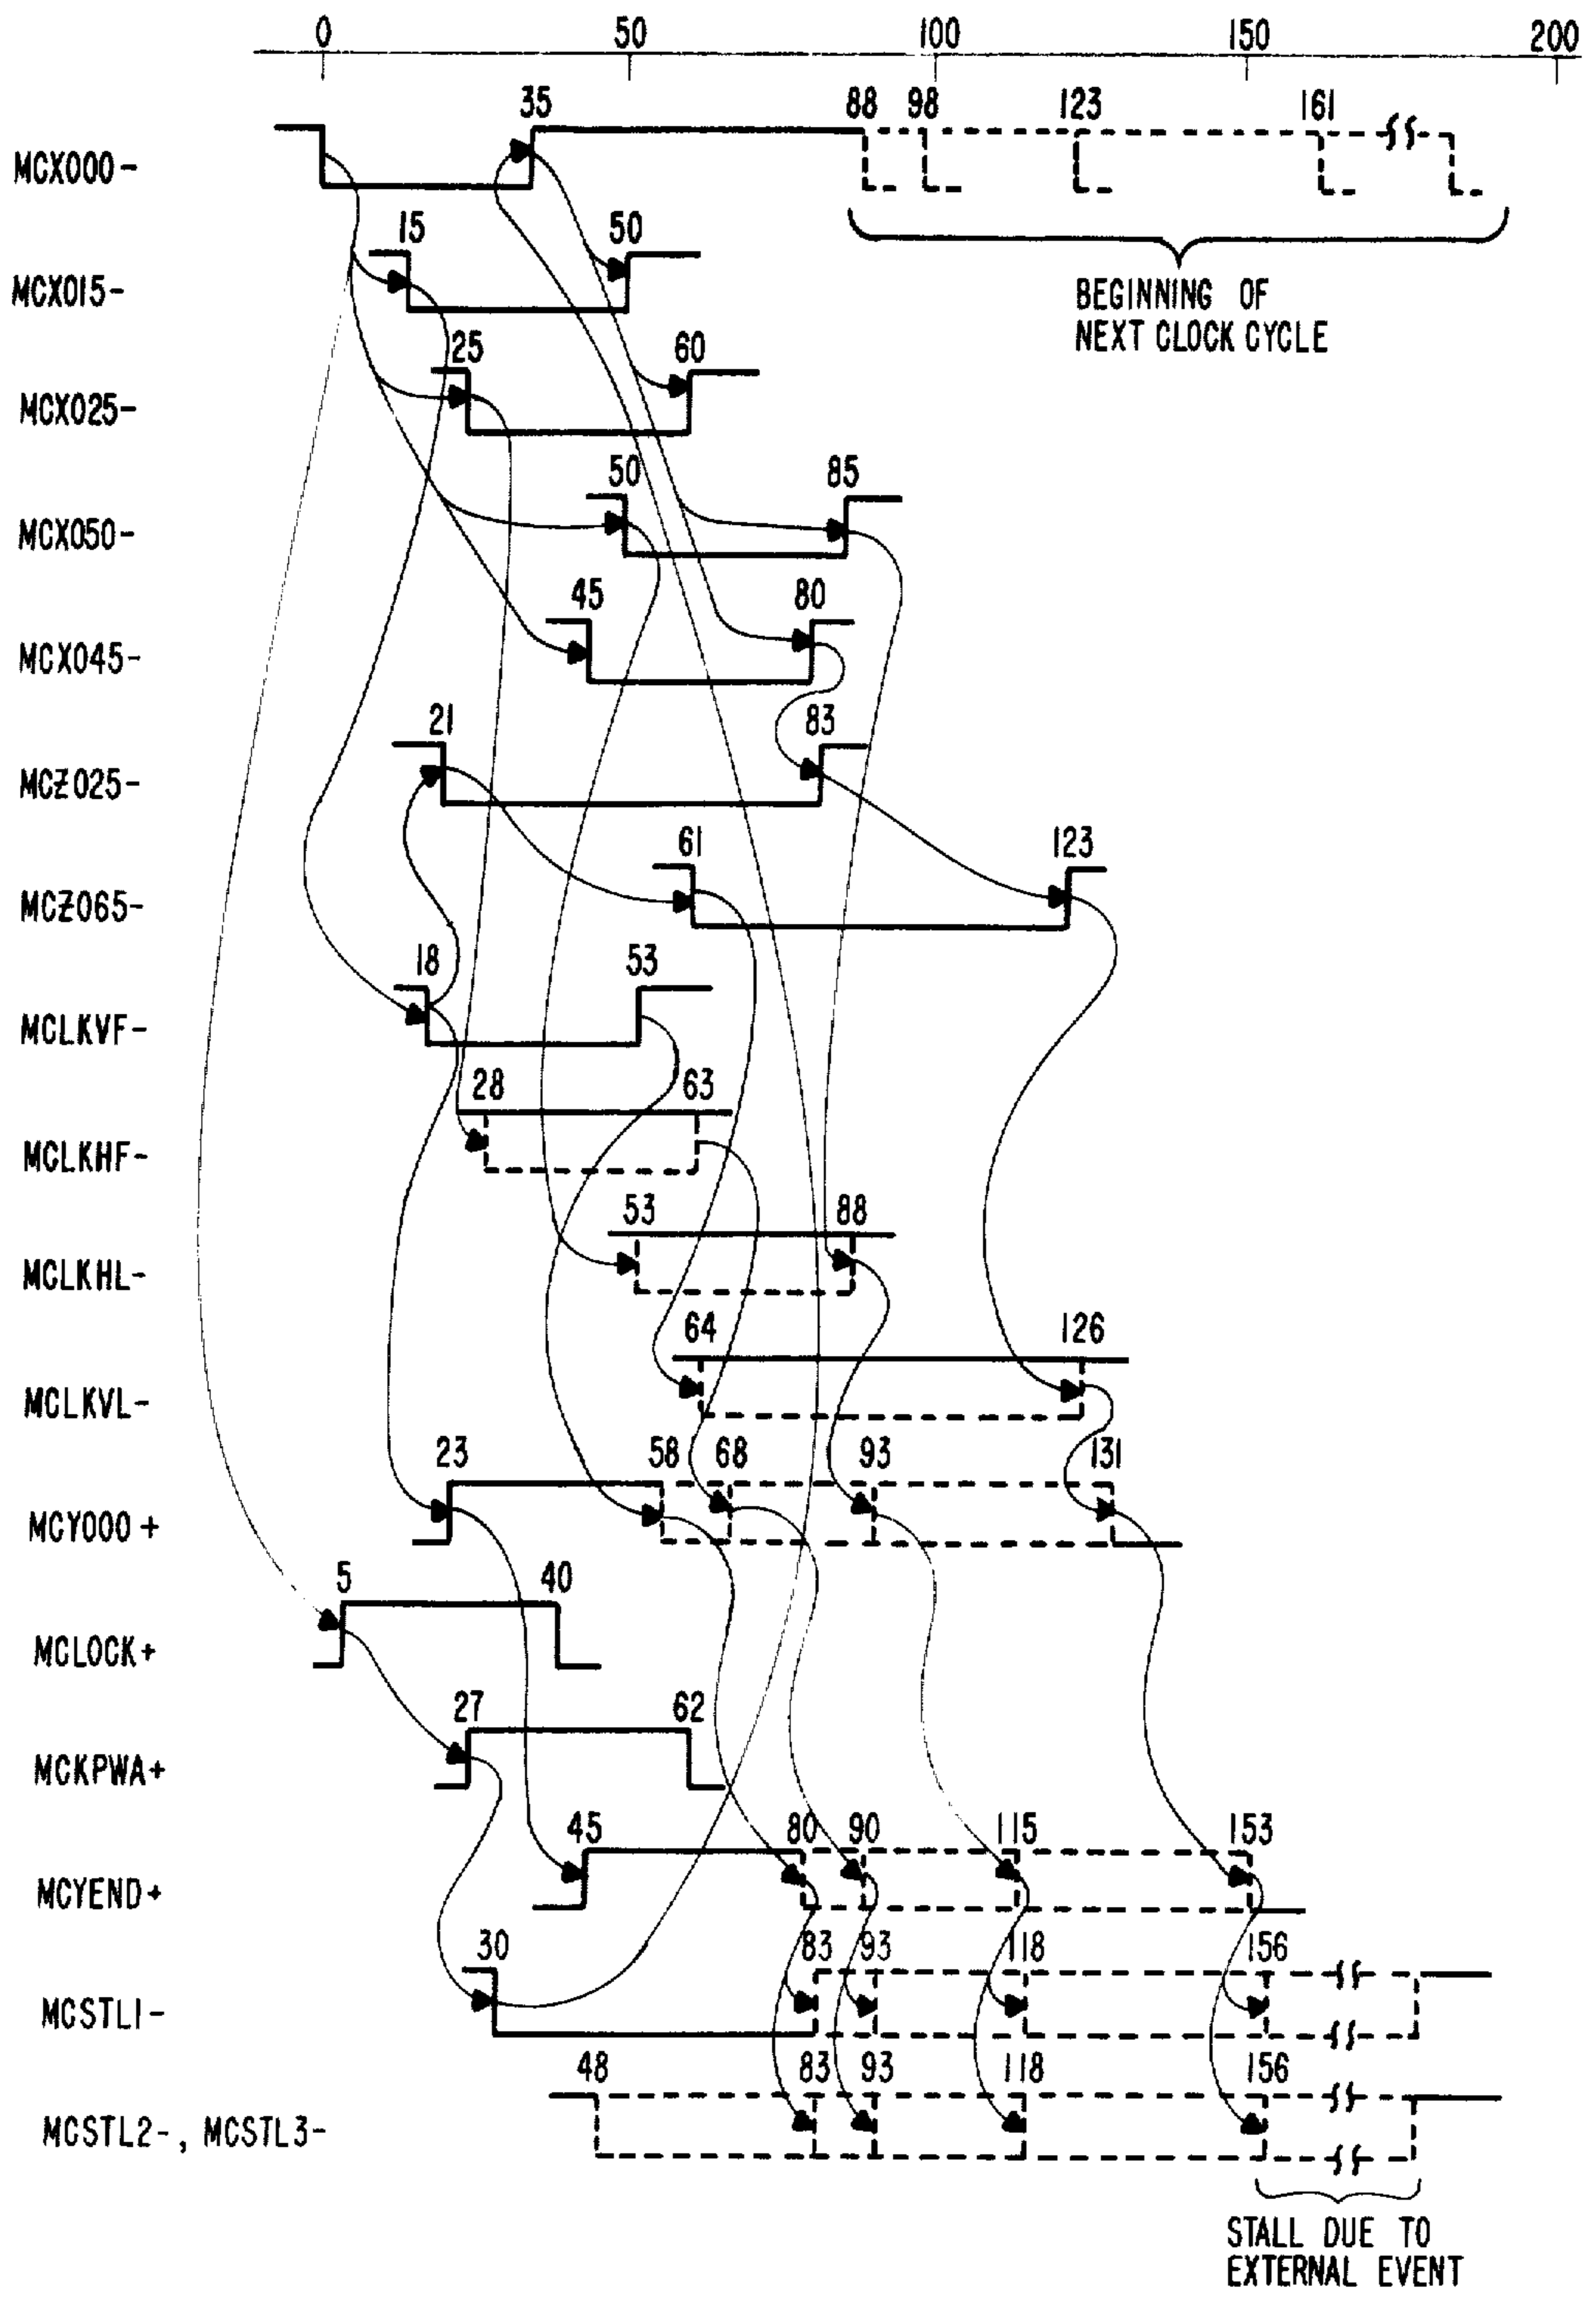 0 50 100 150 200
35 88 98 123 161
MCX000-
15 50
MCX015-
BEGINNING OF
NEXT CLOCK CYCLE
25 60
MCX025-
50 85
MCX050-
45 80
MCX045-
21 83
MCZ025-
61 123
MCZ065-
18 53
MCLKVF-
28 63
MCLKHF-
53 88
MCLKHL-
64 126
MCLKVL-
23 58 68 93 131
MCY000+
5 40
MCLOCK+
27 62
MCKPWA+
45 80 90 115 153
MCYEND+
30 83 93 118 156
MCSTL1-
48 83 93 118 156
MCSTL2-, MCSTL3-
STALL DUE TO
EXTERNAL EVENT